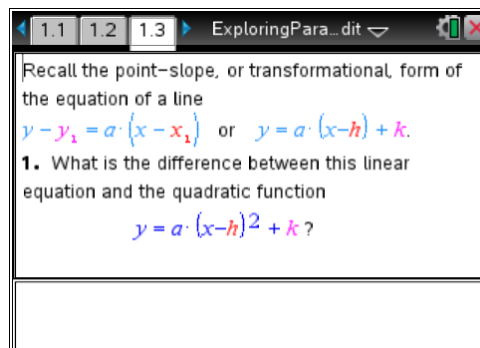 1.1 1.2 1.3 ExploringPara…dit
Recall the point–slope, or transformational, form of
the equation of a line
y – y₁ = a· (x – x₁) or y = a· (x–h) + k.
1. What is the difference between this linear
equation and the quadratic function
y = a· (x–h)² + k ?